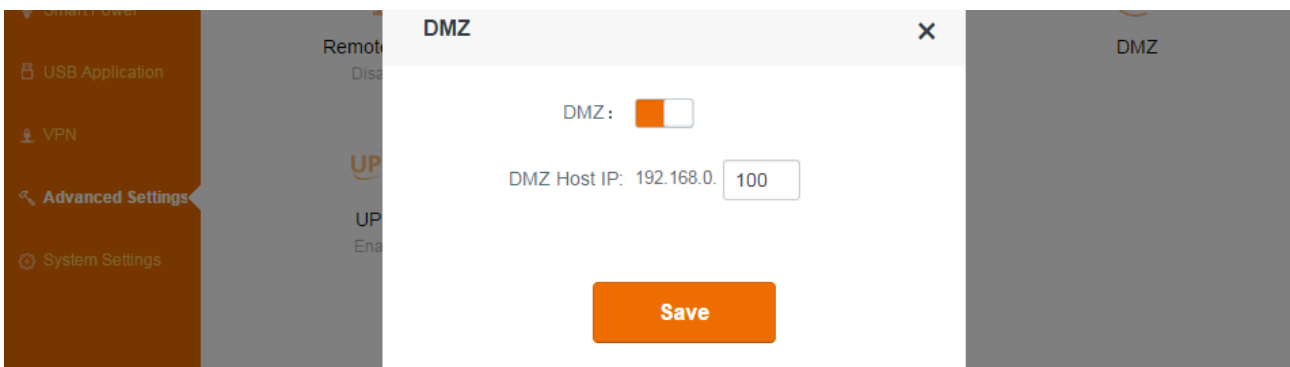 Smart Power
USB Application
VPN
Advanced Settings
System Settings
Remot
Disa
UP
UP
Ena
DMZ
DMZ:
DMZ Host IP: 192.168.0. 100
Save
DMZ